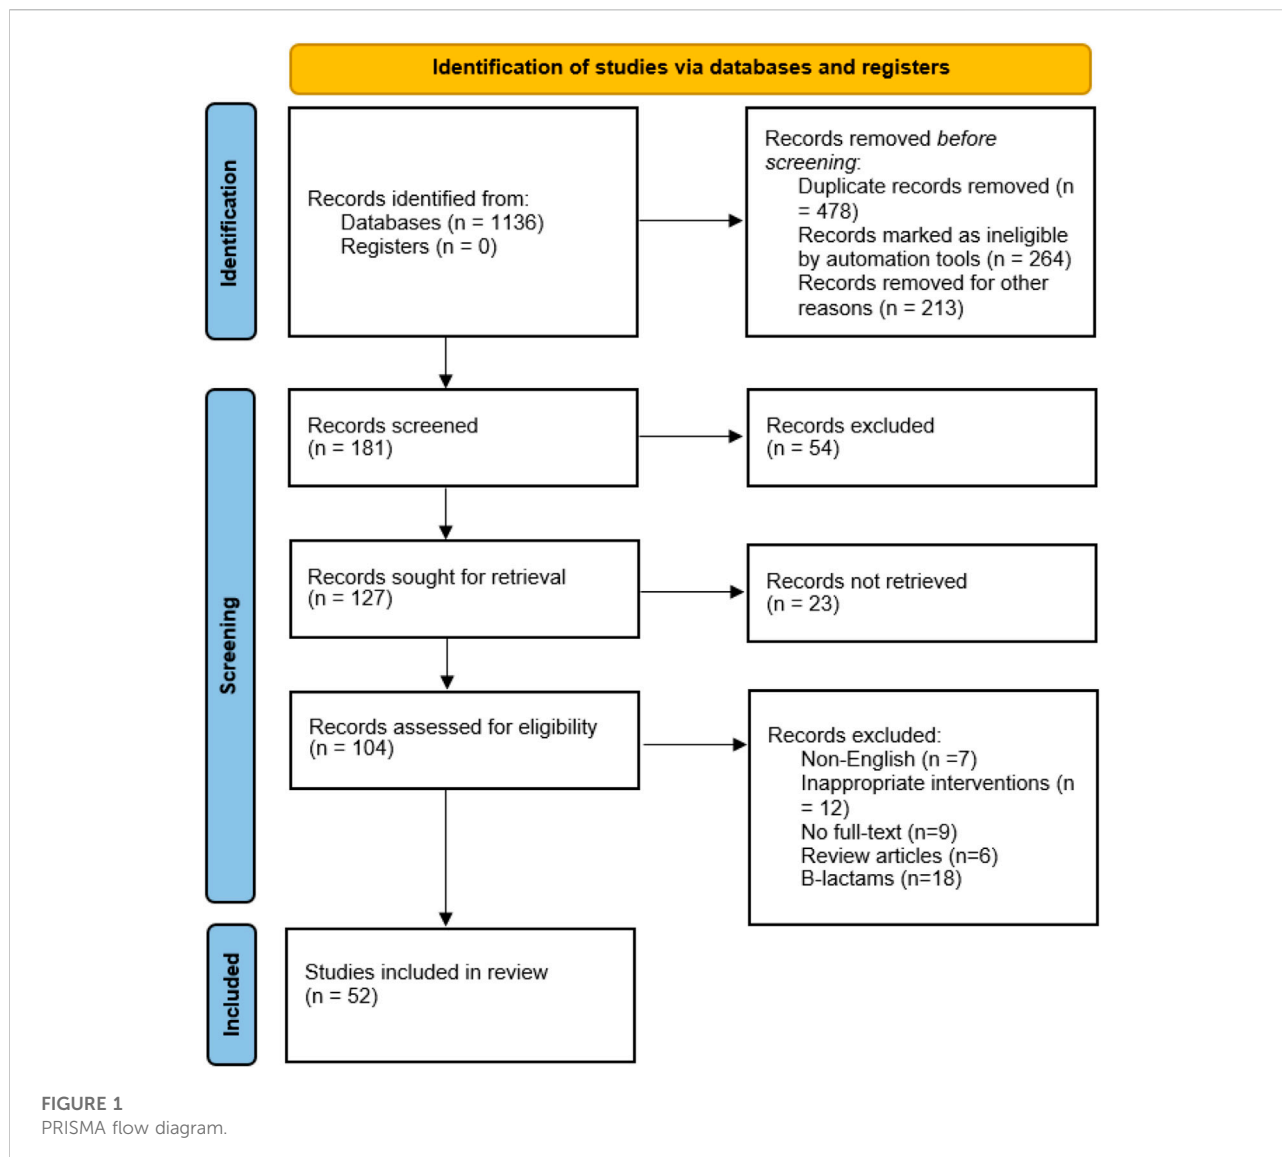 Identification of studies via databases and registers
Identification
Records identified from:
Databases (n = 1136)
Registers (n = 0)
Records removed before
screening:
Duplicate records removed (n
= 478)
Records marked as ineligible
by automation tools (n = 264)
Records removed for other
reasons (n = 213)
Screening
Records screened
(n = 181)
Records excluded
(n = 54)
Records sought for retrieval
(n = 127)
Records not retrieved
(n = 23)
Records assessed for eligibility
(n = 104)
Records excluded:
Non-English (n =7)
Inappropriate interventions (n
= 12)
No full-text (n=9)
Review articles (n=6)
B-lactams (n=18)
Included
Studies included in review
(n = 52)
FIGURE 1
PRISMA flow diagram.